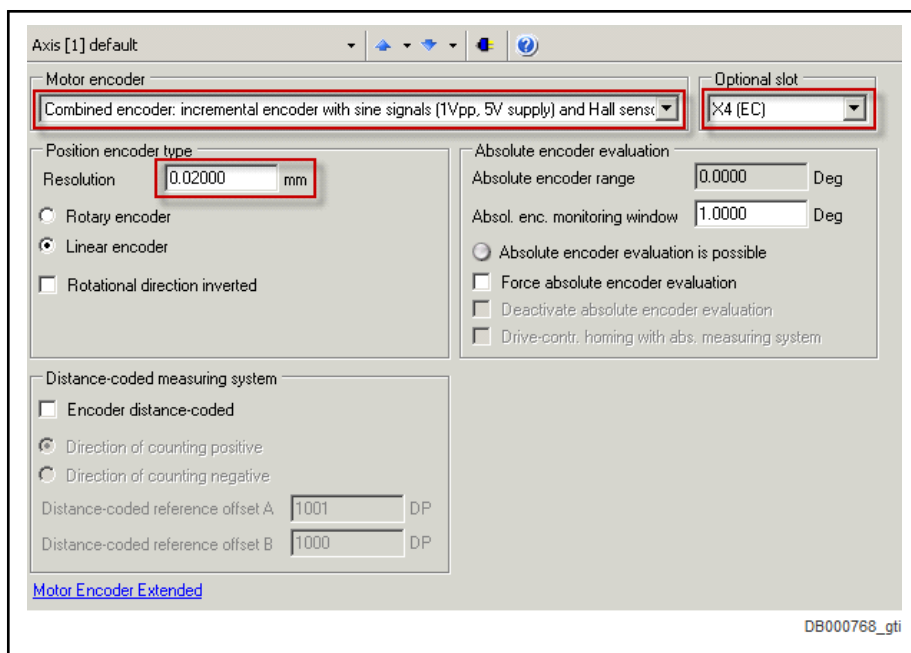 Axis [1] default
Motor encoder
Combined encoder: incremental encoder with sine signals (1Vpp, 5V supply) and Hall
Optional slot
X4 (EC)
Position encoder type
Resolution 0.02000 mm
Rotary encoder
Linear encoder
Rotational direction inverted
Absolute encoder evaluation
Absolute encoder range 0.0000 Deg
Absol. enc. monitoring window 1.0000 Deg
Absolute encoder evaluation is possible
Force absolute encoder evaluation
Deactivate absolute encoder evaluation
Drive-contr. homing with abs. measuring system
Distance-coded measuring system
Encoder distance-coded
Direction of counting positive
Direction of counting negative
Distance-coded reference offset A 1001 DP
Distance-coded reference offset B 1000 DP
Motor Encoder Extended
DB000768_gti